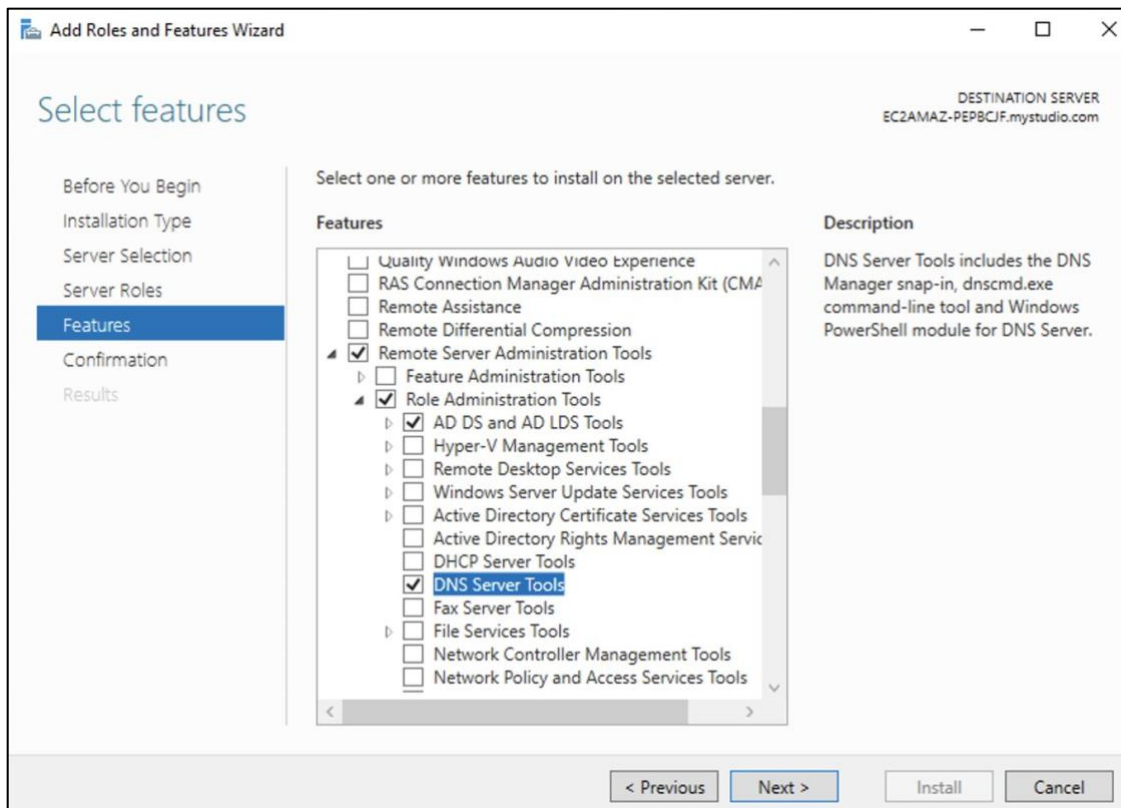 Add Roles and Features Wizard
Select features
DESTINATION SERVER
EC2AMAZ-PEPBCJF.mystudio.com
Before You Begin
Installation Type
Server Selection
Server Roles
Features
Confirmation
Results
Select one or more features to install on the selected server.
Features
Quality Windows Audio Video Experience
RAS Connection Manager Administration Kit (CMA
Remote Assistance
Remote Differential Compression
Remote Server Administration Tools
Feature Administration Tools
Role Administration Tools
AD DS and AD LDS Tools
Hyper-V Management Tools
Remote Desktop Services Tools
Windows Server Update Services Tools
Active Directory Certificate Services Tools
Active Directory Rights Management Servic
DHCP Server Tools
DNS Server Tools
Fax Server Tools
File Services Tools
Network Controller Management Tools
Network Policy and Access Services Tools
Description
DNS Server Tools includes the DNS
Manager snap-in, dnscmd.exe
command-line tool and Windows
PowerShell module for DNS Server.
< Previous
Next >
Install
Cancel